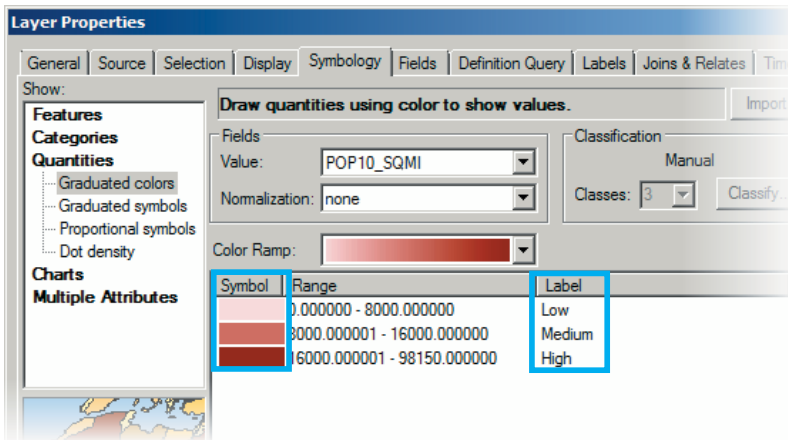 Layer Properties
General Source Selection Display Symbology Fields Definition Query Labels Joins & Relates Tim
Show:
Features
Categories
Quantities
Graduated colors
Graduated symbols
Proportional symbols
Dot density
Charts
Multiple Attributes
Draw quantities using color to show values.
Import
Fields
Value: POP10_SQMI
Normalization: none
Classification
Manual
Classes: 3 Classify...
Color Ramp:
Symbol Range Label
0.000000 - 8000.000000 Low
8000.000001 - 16000.000000 Medium
16000.000001 - 98150.000000 High